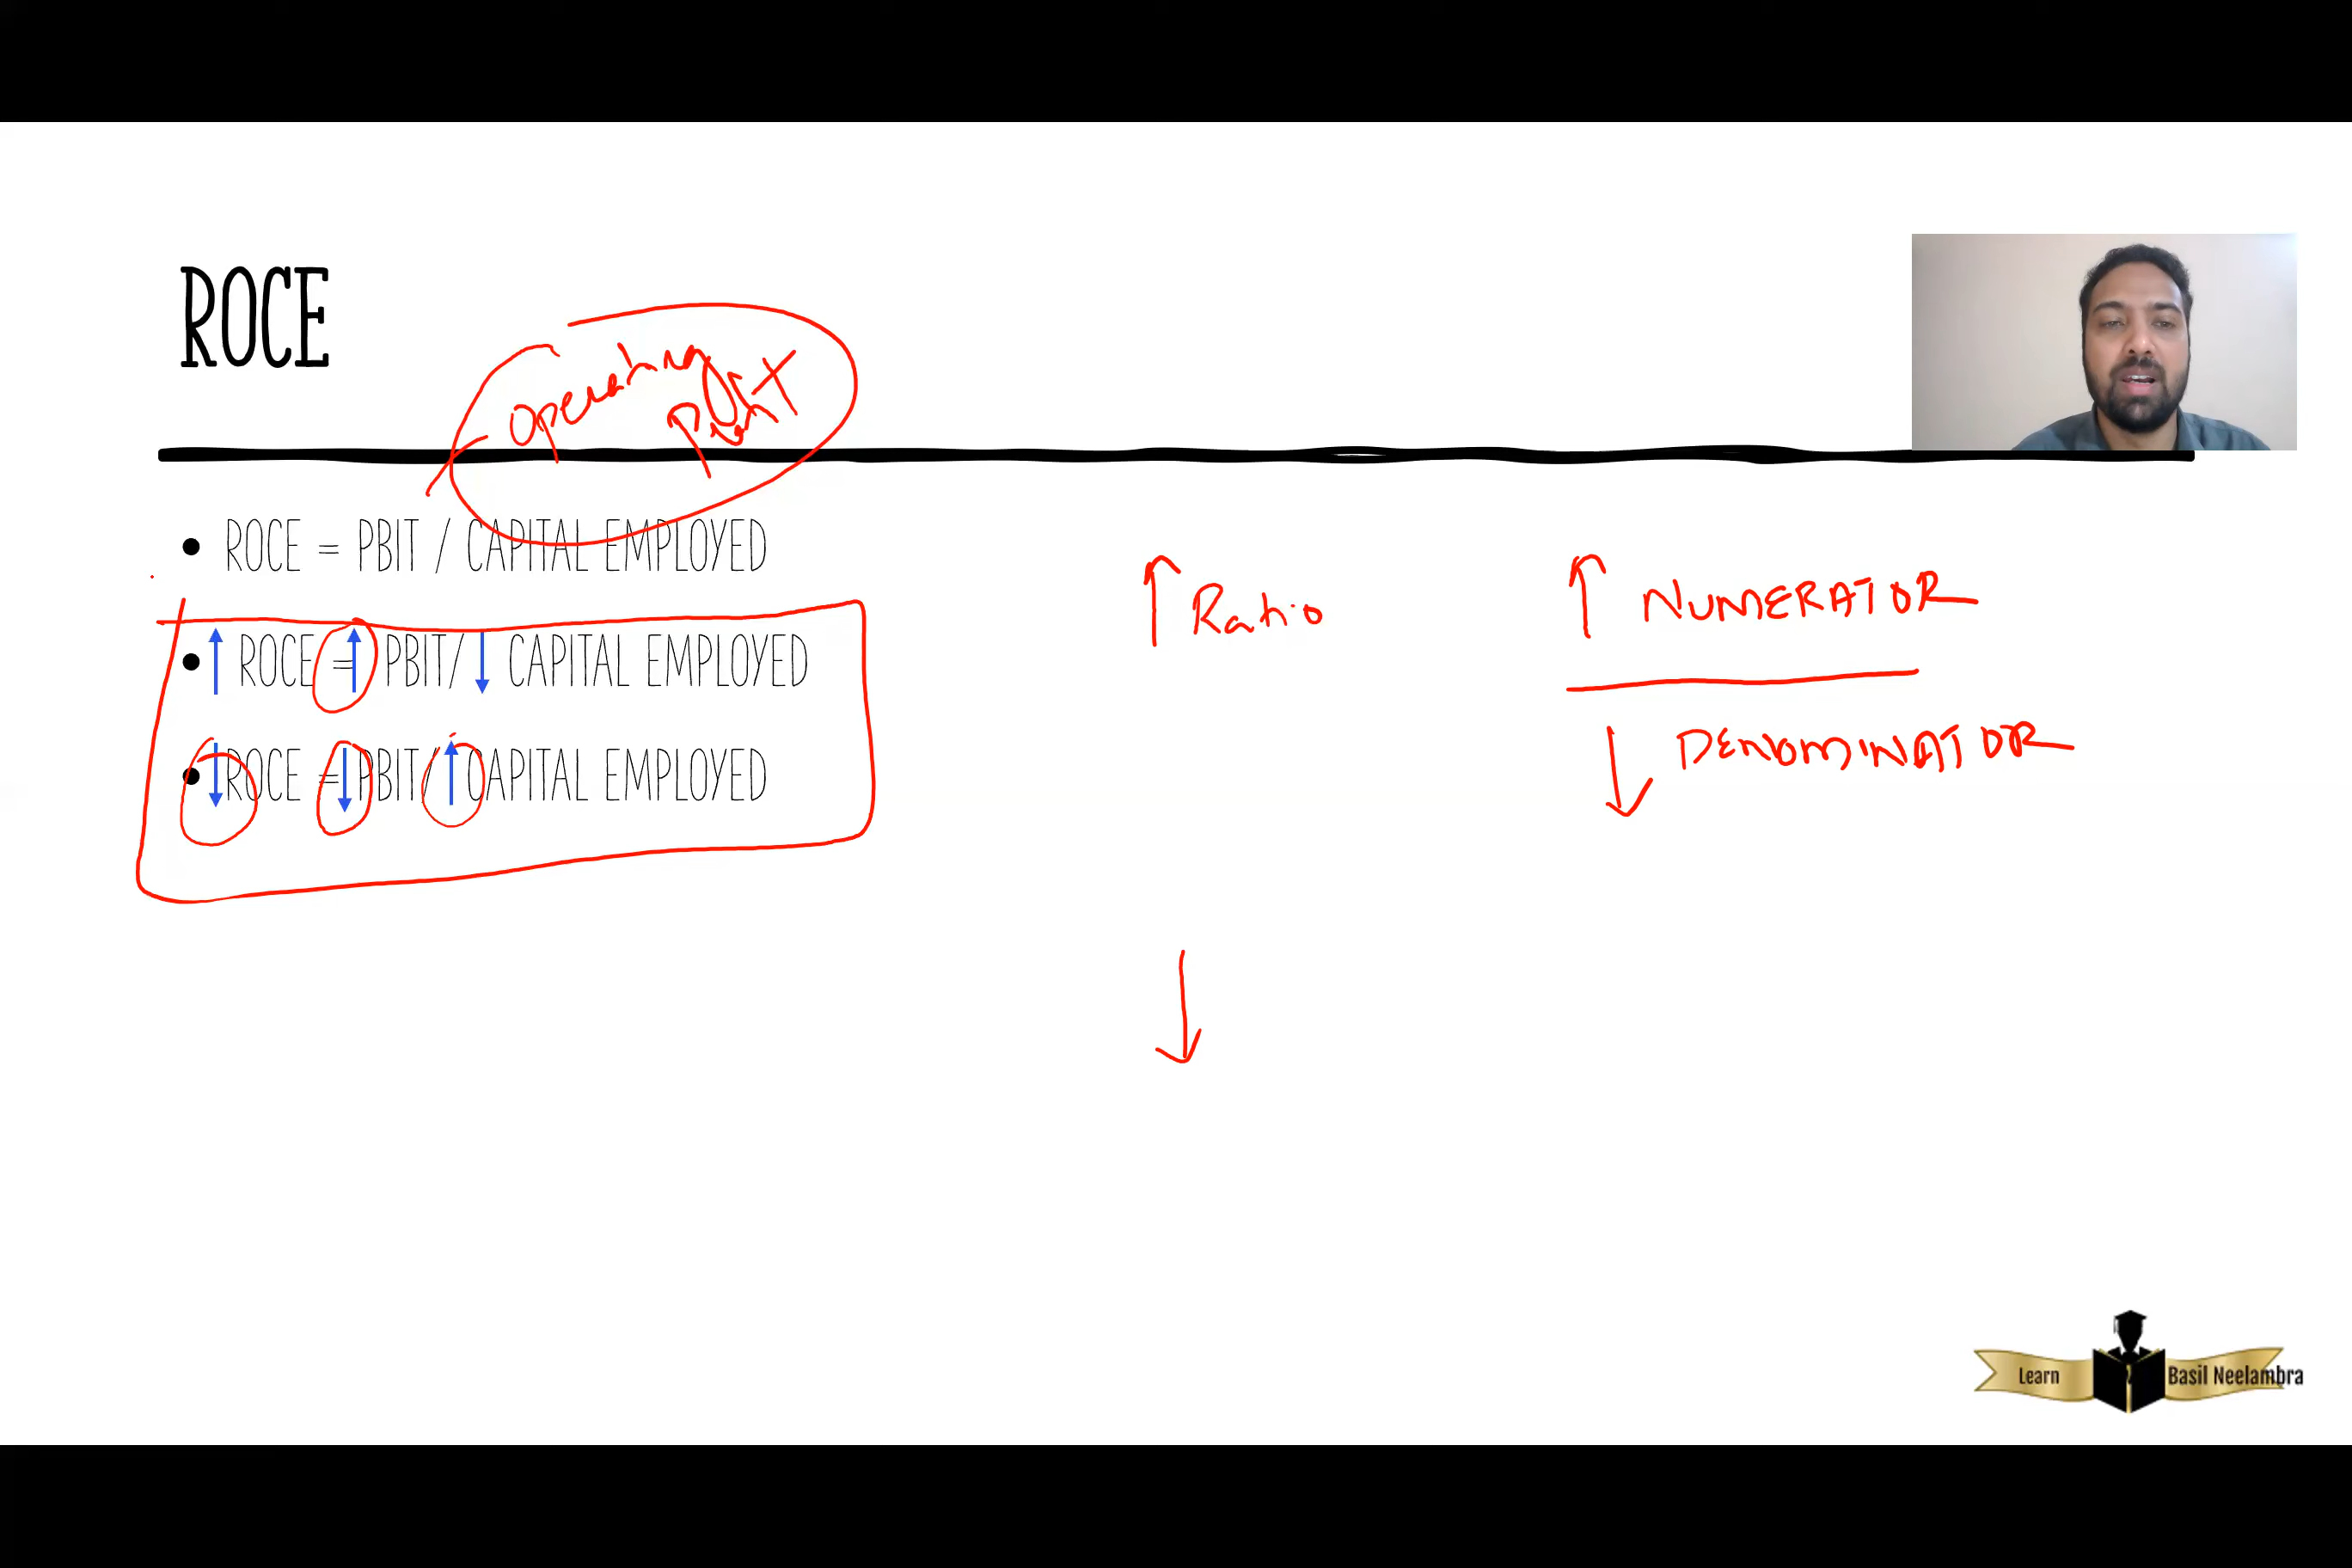 ROCE
operating
Profit
• ROCE = PBIT / CAPITAL EMPLOYED
• ↑ ROCE = ↑ PBIT/ ↓ CAPITAL EMPLOYED
• ↓ ROCE = ↓ PBIT/ ↑ CAPITAL EMPLOYED
↑ Ratio
↑ NUMERATOR
↓ DENOMINATOR
↓
Learn Basil Neelambra